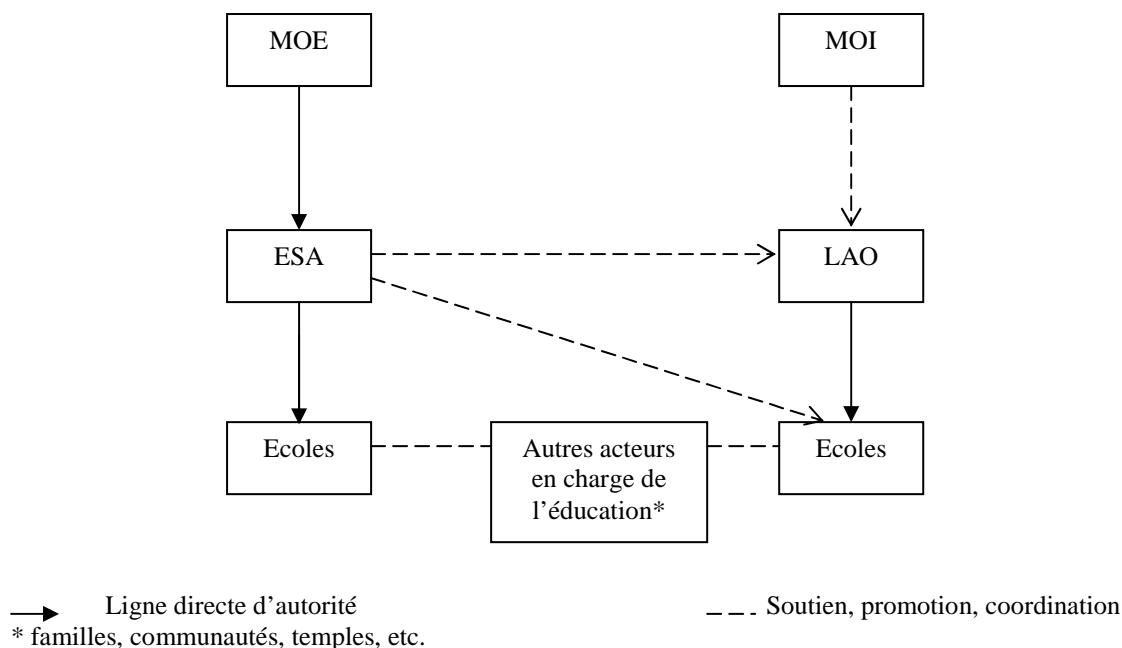 MOE
MOI
ESA
LAO
Ecoles
Autres acteurs
en charge de
l’éducation*
Ecoles
Ligne directe d’autorité
Soutien, promotion, coordination
* familles, communautés, temples, etc.